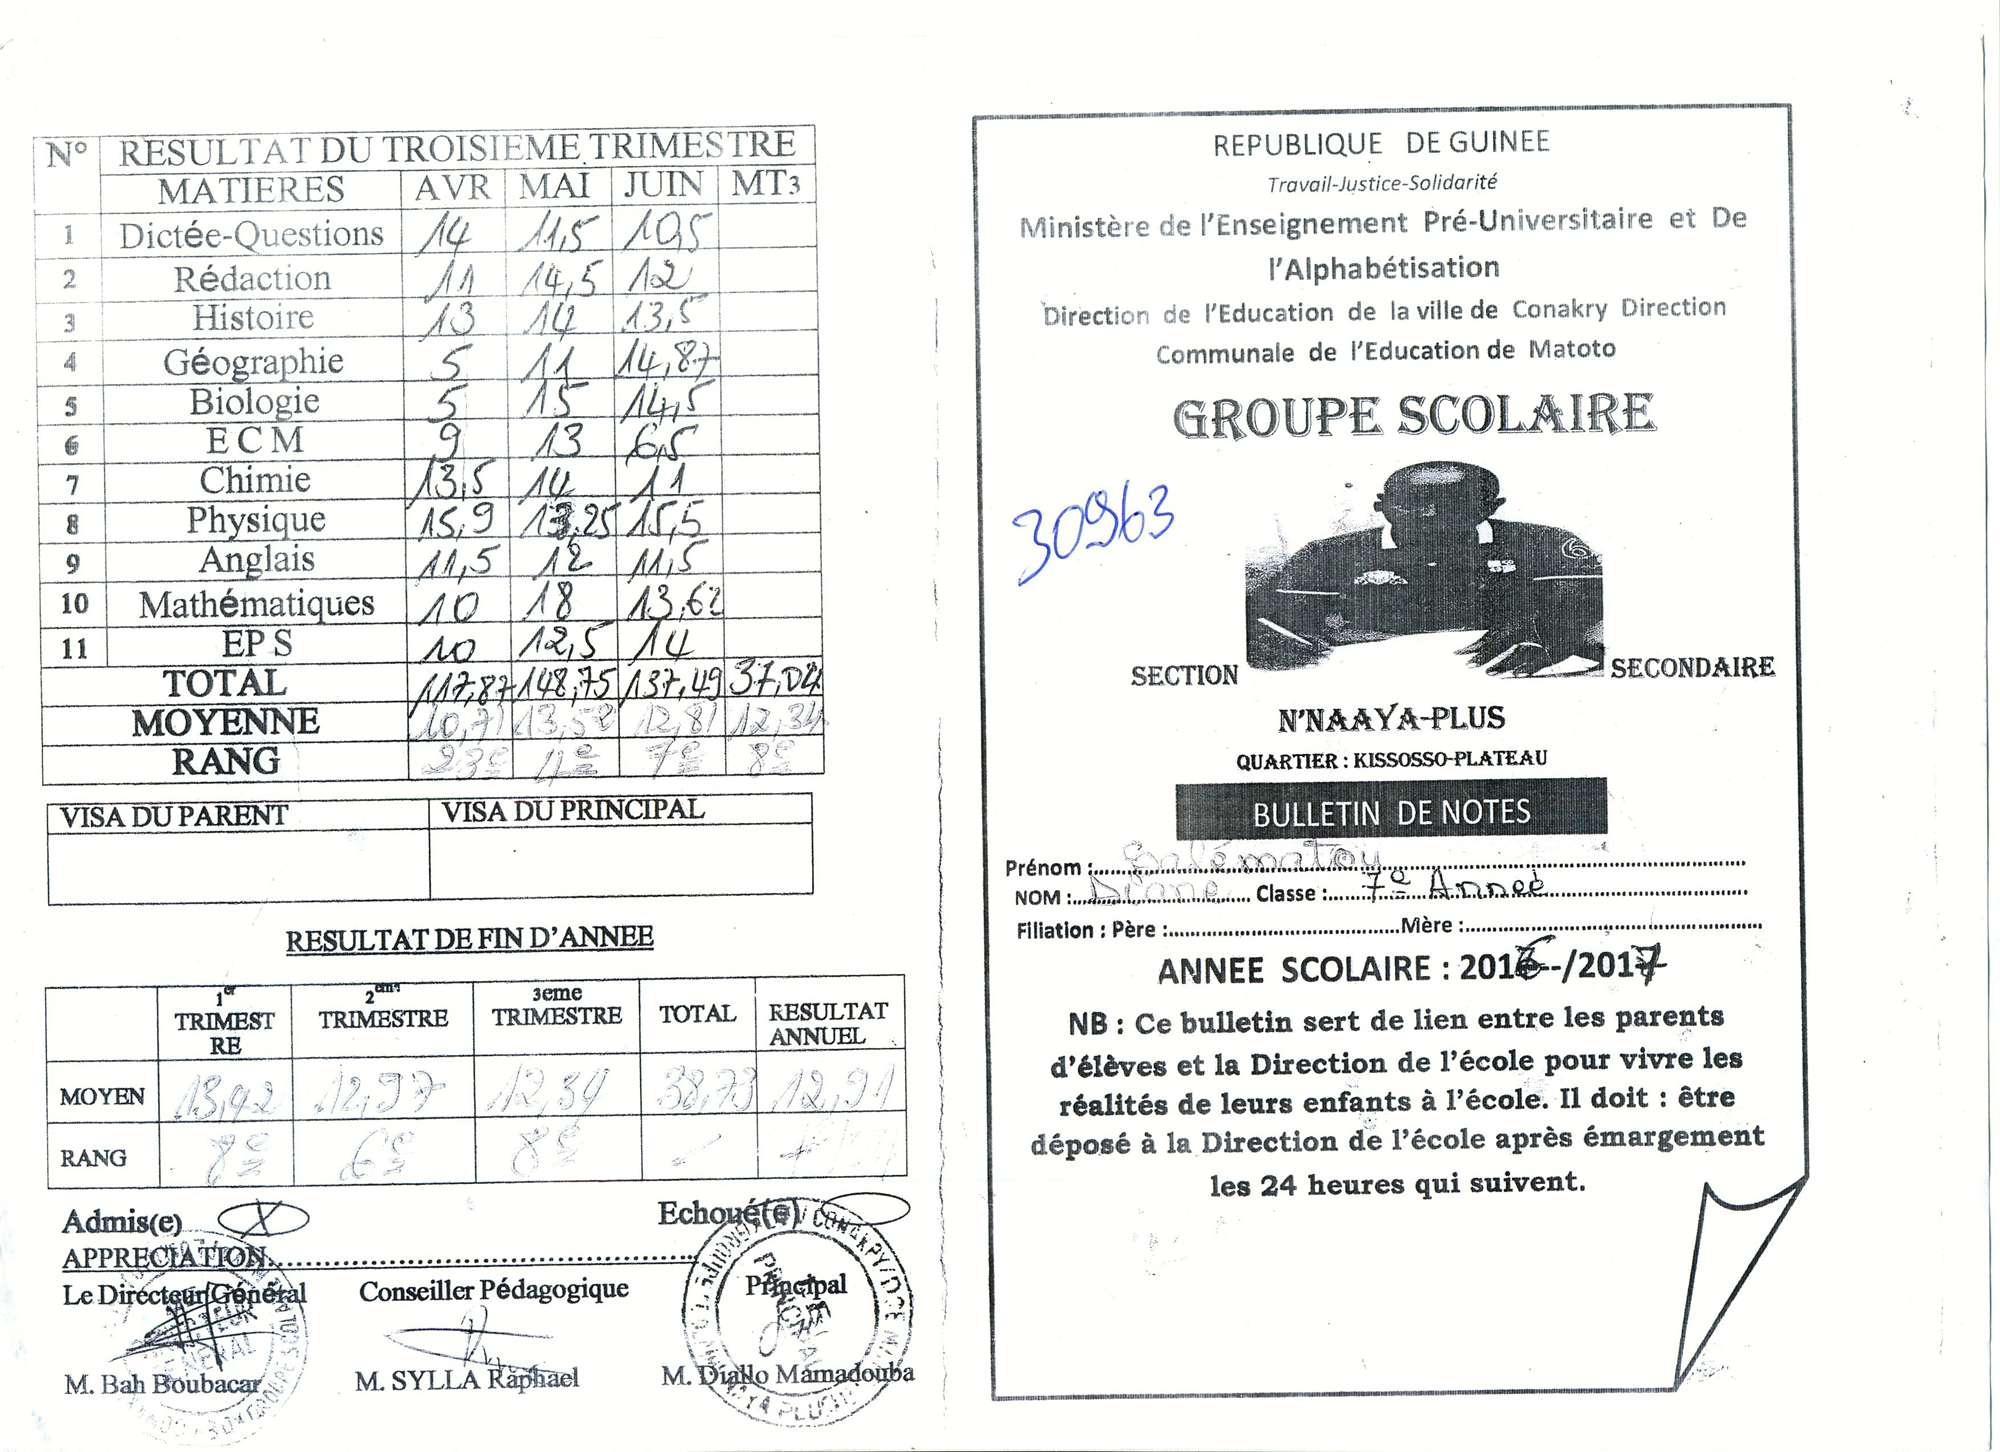 N° RESULTAT DU TROISIEME TRIMESTRE
MATIERES AVR MAI JUIN MT3
1 Dictée-Questions 14 11,5 10,5
2 Rédaction 11 14,5 12
3 Histoire 13 14 13,5
4 Géographie 5 11 14,87
5 Biologie 5 15 14,5
6 E C M 9 13 6,5
7 Chimie 13,5 14 11
8 Physique 15,9 13,25 15,5
9 Anglais 11,5 12 11,5
10 Mathématiques 10 18 13,62
11 EP S 10 12,5 14
TOTAL 117,87 148,75 137,49 37,04
MOYENNE 10,71 13,52 12,81 12,34
RANG 23e 11e 7e 8e
VISA DU PARENT VISA DU PRINCIPAL
RESULTAT DE FIN D'ANNEE
1er TRIMEST RE 2eme TRIMESTRE 3eme TRIMESTRE TOTAL RESULTAT ANNUEL
MOYEN 13,42 12,97 12,34 38,73 12,91
RANG 8e 6e 8e
Admis(e) X Echoué(e)
APPRECIATION
Le Directeur Général Conseiller Pédagogique Principal
M. Bah Boubacar M. SYLLA Raphael M. Diallo Mamadouba
REPUBLIQUE DE GUINEE
Travail-Justice-Solidarité
Ministère de l'Enseignement Pré-Universitaire et De
l'Alphabétisation
Direction de l'Education de la ville de Conakry Direction
Communale de l'Education de Matoto
GROUPE SCOLAIRE
30963
SECTION SECONDAIRE
N'NAAYA-PLUS
QUARTIER : KISSOSSO-PLATEAU
BULLETIN DE NOTES
Prénom : Salématou
NOM : Diane Classe : 7e Année
Filiation : Père : Mère :
ANNEE SCOLAIRE : 2016--/2017
NB : Ce bulletin sert de lien entre les parents
d'élèves et la Direction de l'école pour vivre les
réalités de leurs enfants à l'école. Il doit : être
déposé à la Direction de l'école après émargement
les 24 heures qui suivent.